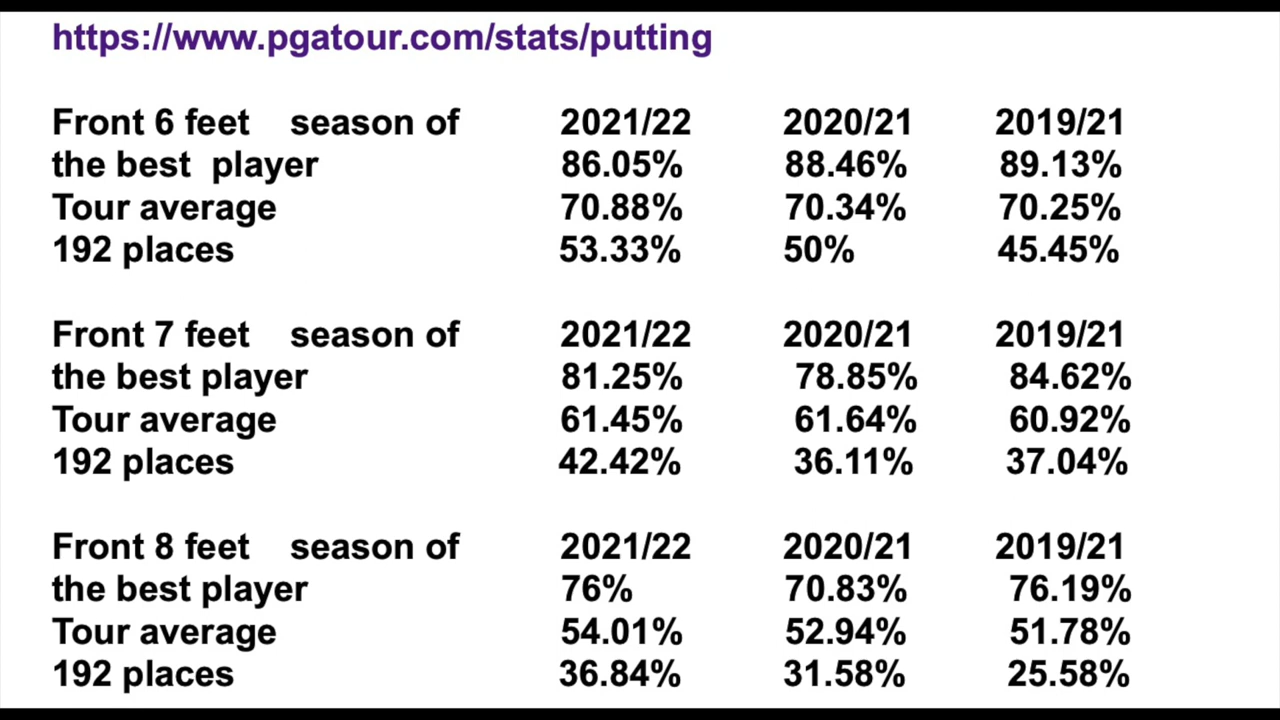 https://www.pgatour.com/stats/putting
Front 6 feet season of 2021/22 2020/21 2019/21
the best player 86.05% 88.46% 89.13%
Tour average 70.88% 70.34% 70.25%
192 places 53.33% 50% 45.45%
Front 7 feet season of 2021/22 2020/21 2019/21
the best player 81.25% 78.85% 84.62%
Tour average 61.45% 61.64% 60.92%
192 places 42.42% 36.11% 37.04%
Front 8 feet season of 2021/22 2020/21 2019/21
the best player 76% 70.83% 76.19%
Tour average 54.01% 52.94% 51.78%
192 places 36.84% 31.58% 25.58%